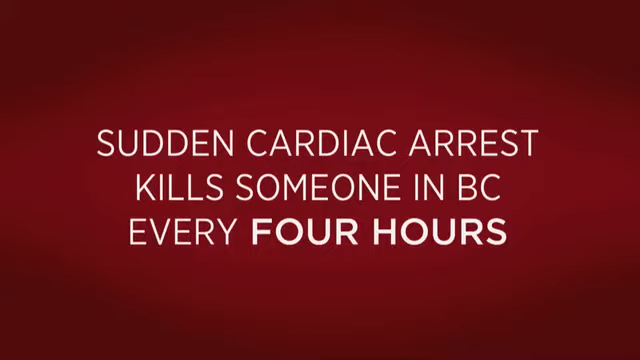 SUDDEN CARDIAC ARREST
KILLS SOMEONE IN BC
EVERY FOUR HOURS